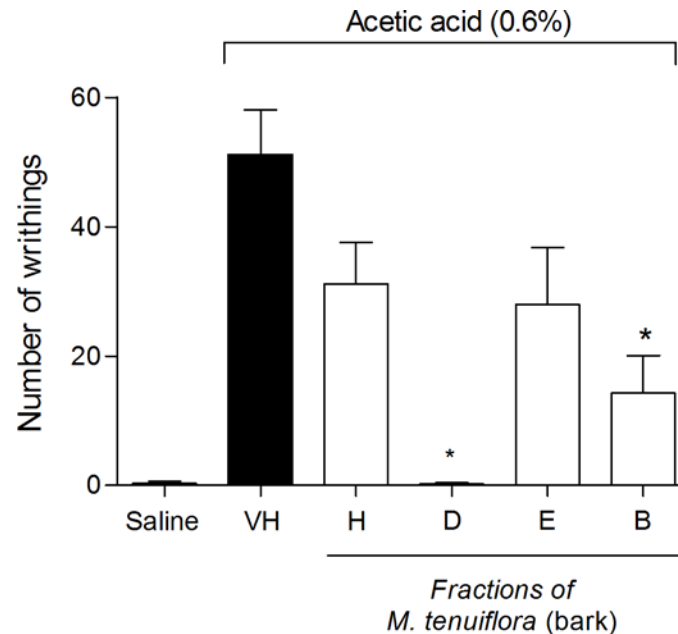 Acetic acid (0.6%)
Number of writhings
60
40
20
0
*
*
Saline VH H D E B
Fractions of
M. tenuiflora (bark)